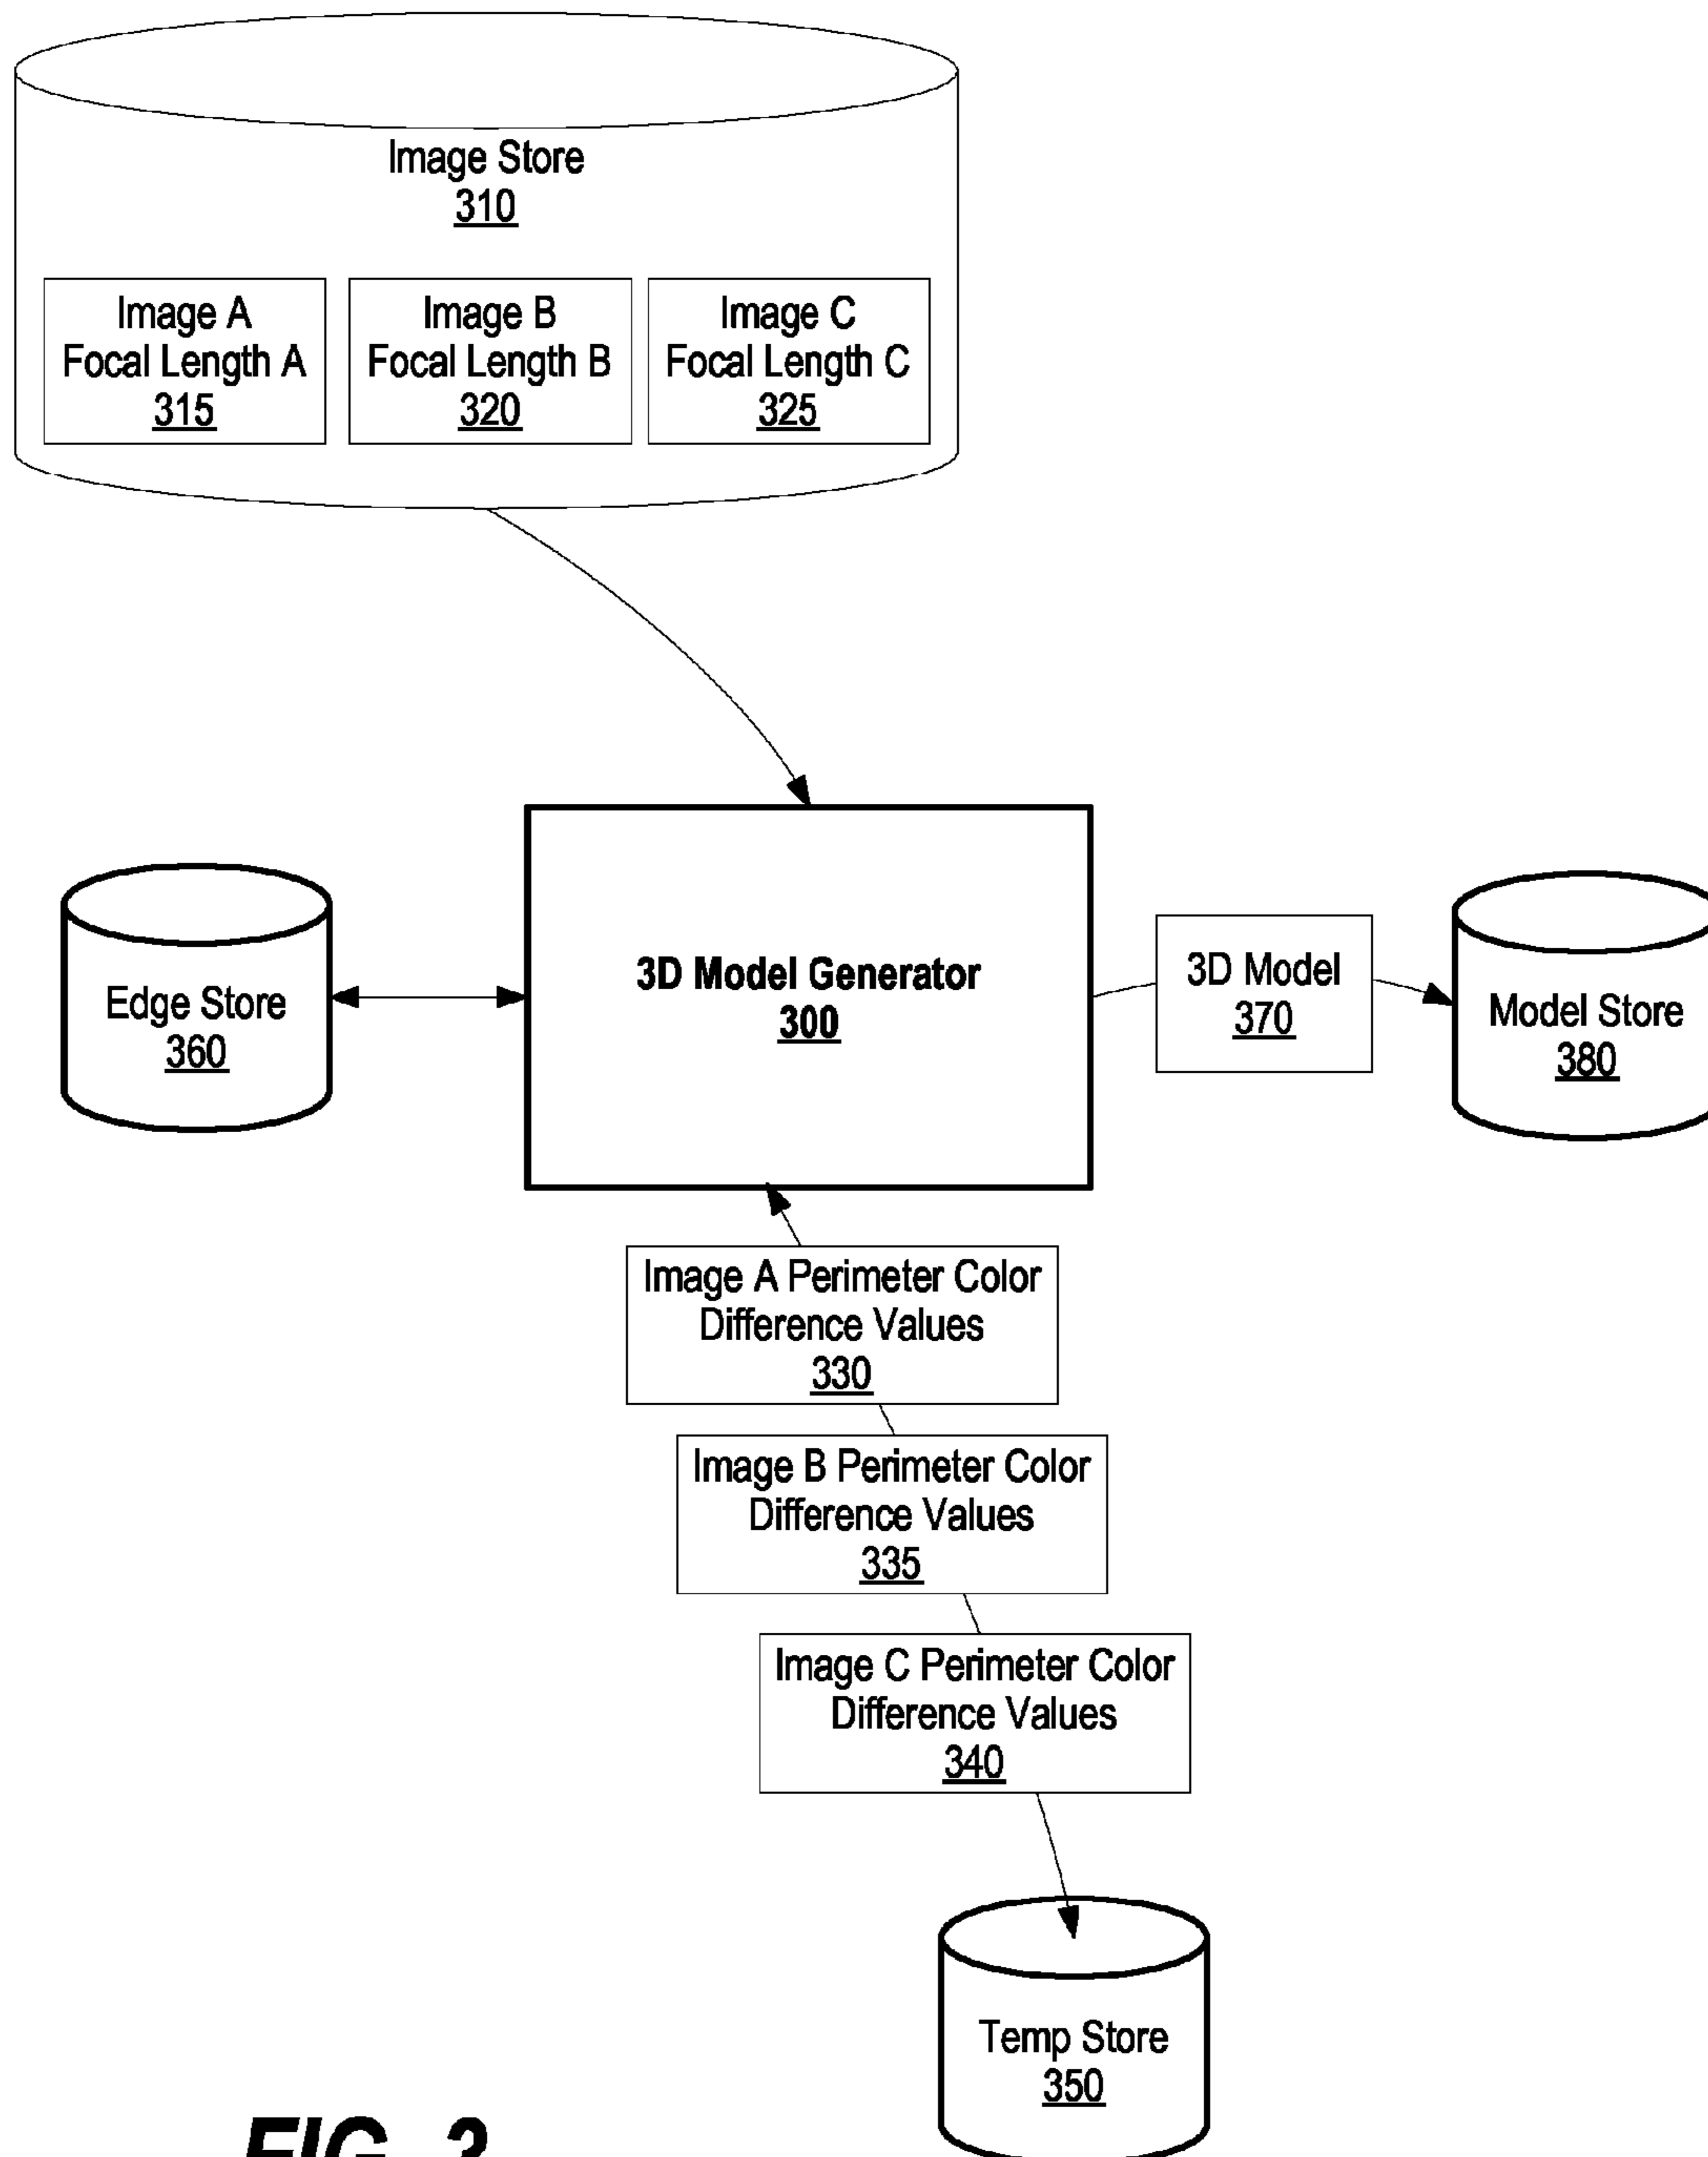 Image Store
310
Image A
Focal Length A
315
Image B
Focal Length B
320
Image C
Focal Length C
325
3D Model Generator
300
Edge Store
360
3D Model
370
Model Store
380
Image A Perimeter Color
Difference Values
330
Image B Perimeter Color
Difference Values
335
Image C Perimeter Color
Difference Values
340
Temp Store
350
FIG.